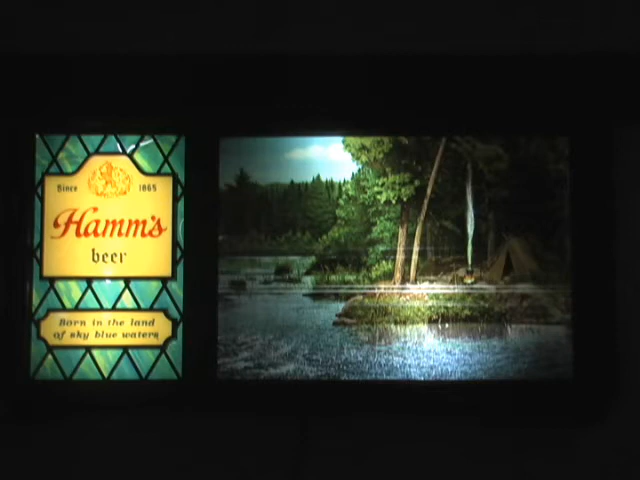 Since 1865
Hamm's
beer
Born in the land
of sky blue waters